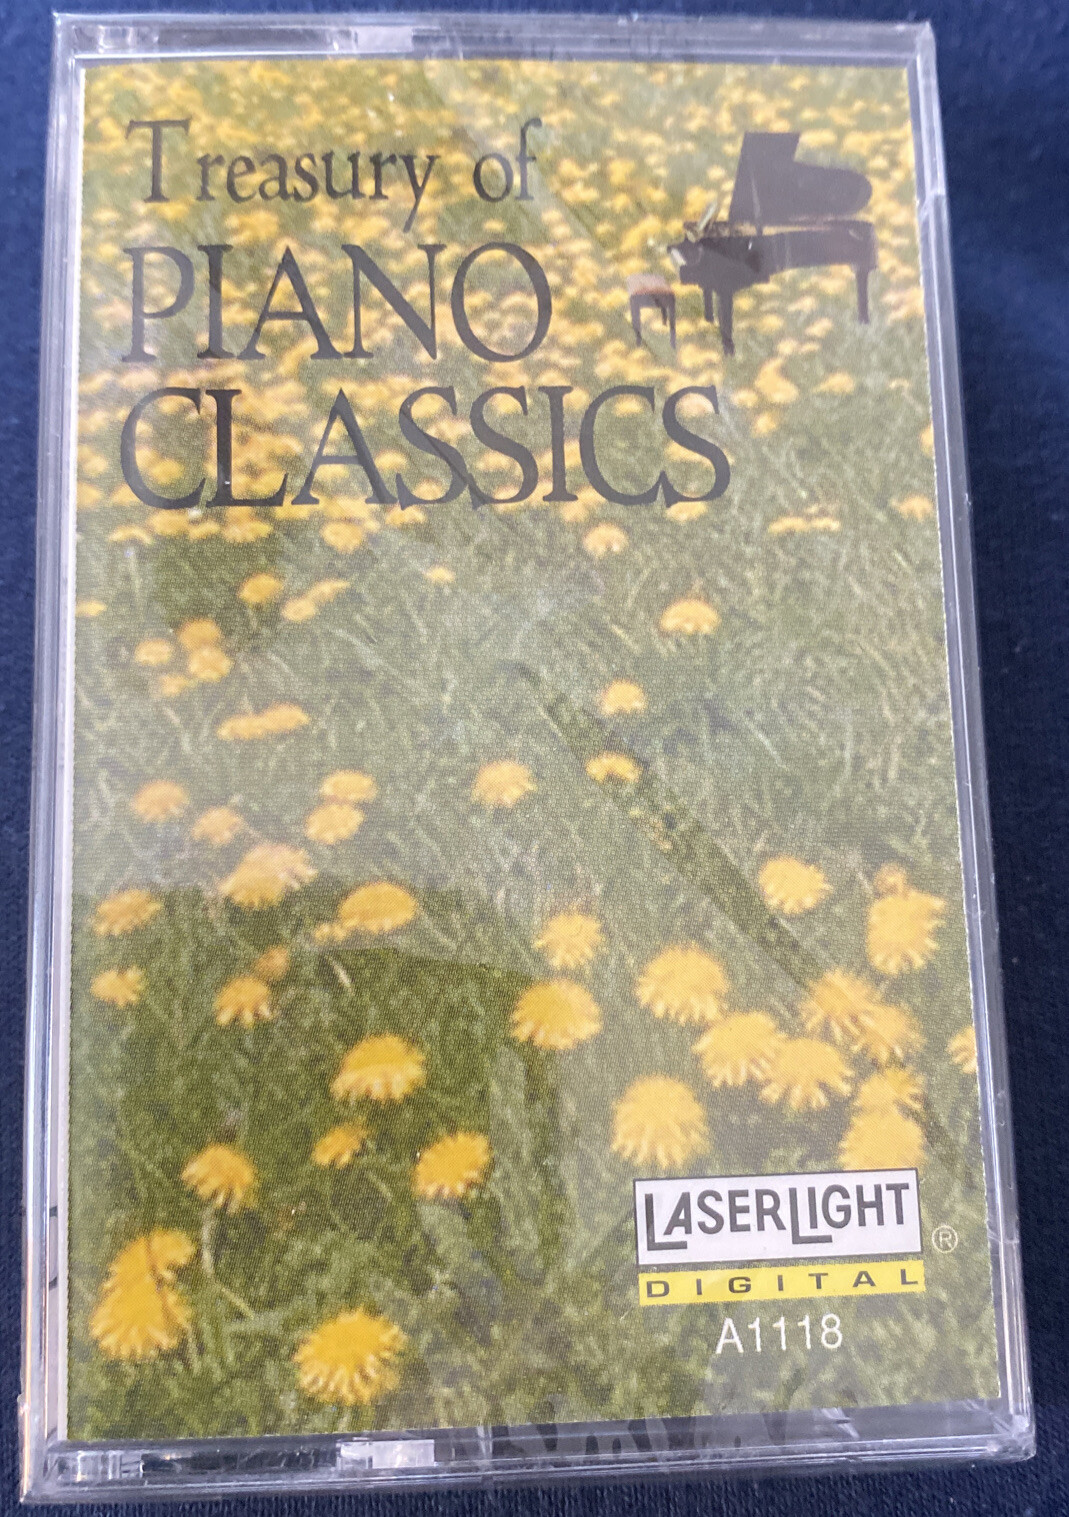 Treasury of
PIANO
CLASSICS
LASERLIGHT
®
DIGITAL
A1118